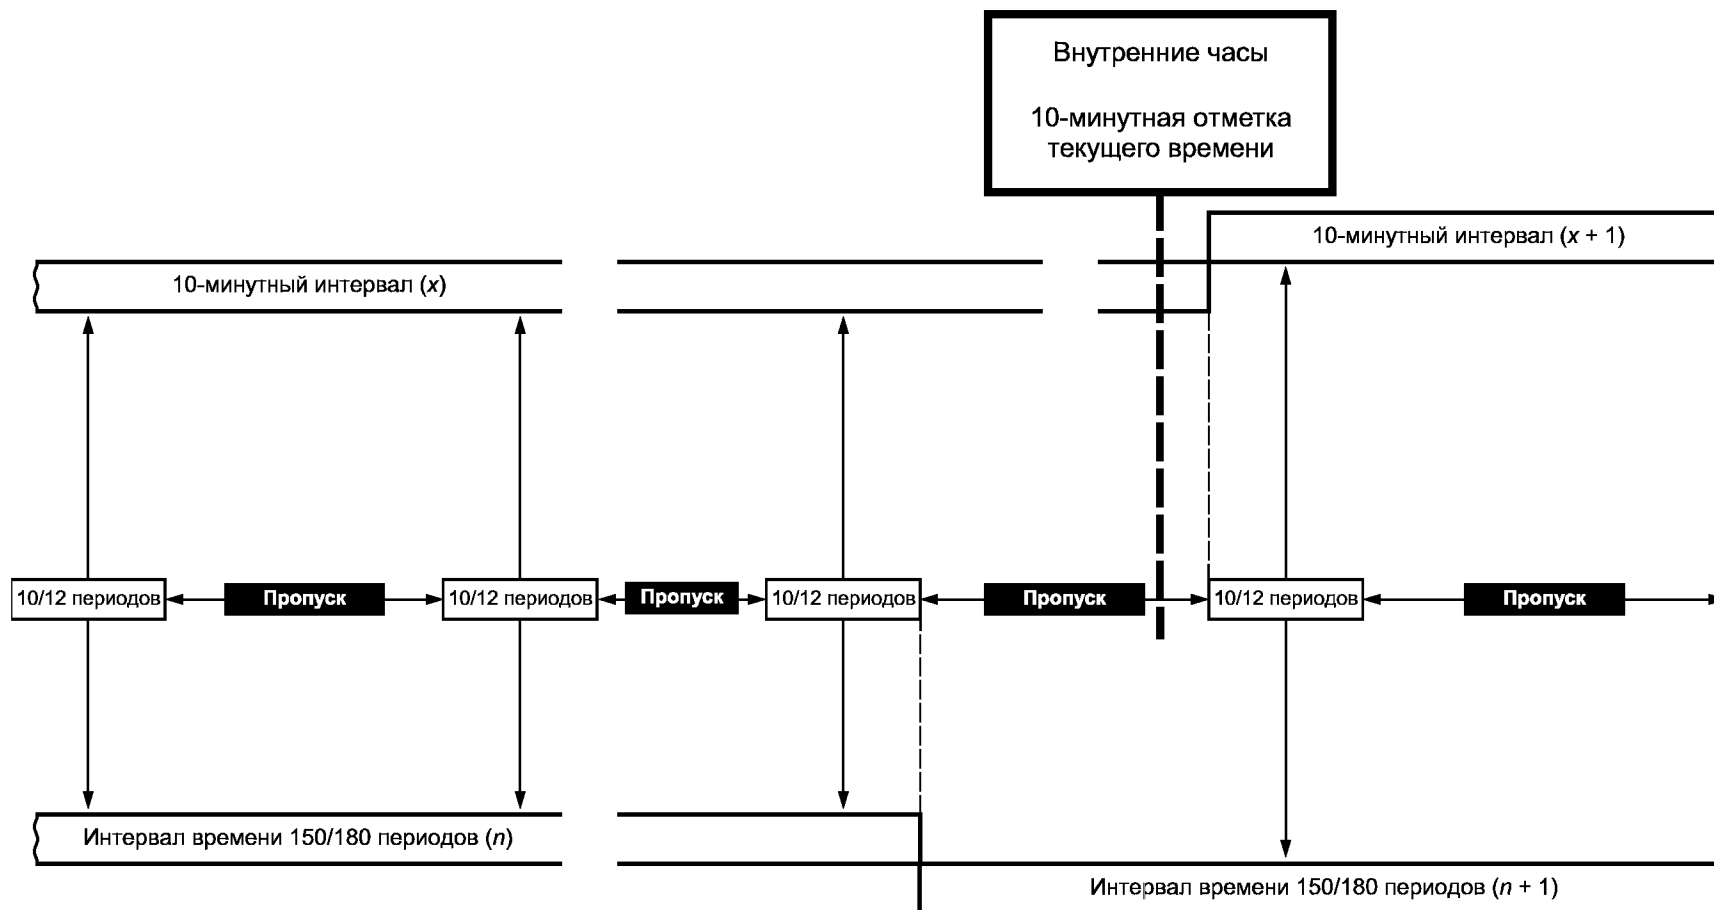 Внутренние часы
10-минутная отметка
текущего времени
10-минутный интервал (x + 1)
10-минутный интервал (x)
10/12 периодов
Пропуск
10/12 периодов
Пропуск
10/12 периодов
Пропуск
10/12 периодов
Пропуск
Интервал времени 150/180 периодов (n)
Интервал времени 150/180 периодов (n + 1)